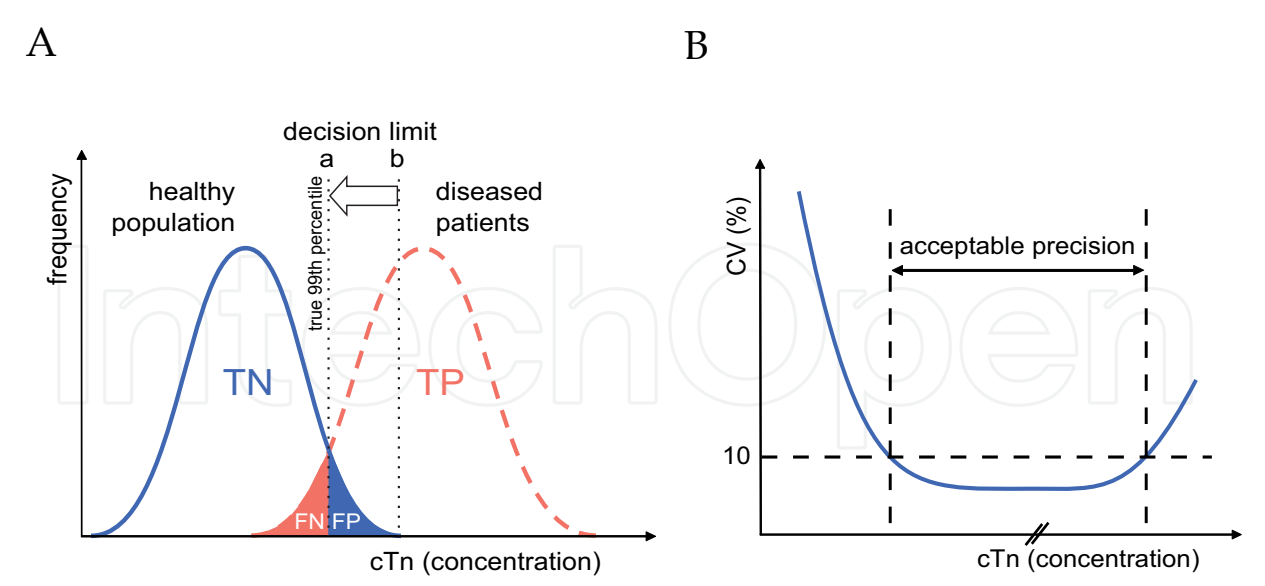 A
decision limit
a
b
healthy
population
true 99th percentile
diseased
patients
frequency
TN
TP
FN
FP
cTn (concentration)
B
CV (%)
acceptable precision
10
cTn (concentration)
IntechOpen